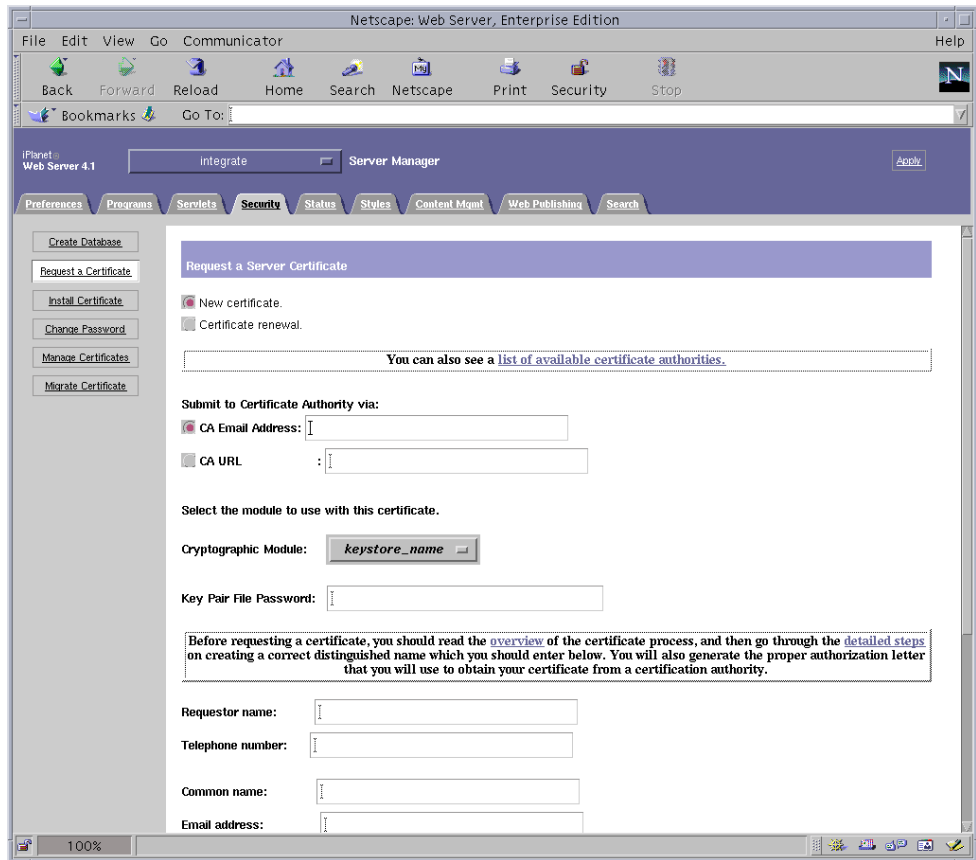 Netscape: Web Server, Enterprise Edition
File Edit View Go Communicator Help
Back Forward Reload Home Search Netscape Print Security Stop
My
N
Bookmarks Go To:
iPlanet
Web Server 4.1
integrate
Server Manager
Apply
Preferences Programs Servlets Security Status Styles Content Mgmt Web Publishing Search
Create Database
Request a Certificate
Install Certificate
Change Password
Manage Certificates
Migrate Certificate
Request a Server Certificate
New certificate.
Certificate renewal.
You can also see a list of available certificate authorities.
Submit to Certificate Authority via:
CA Email Address:
CA URL :
Select the module to use with this certificate.
Cryptographic Module: keystore_name
Key Pair File Password:
Before requesting a certificate, you should read the overview of the certificate process, and then go through the detailed steps
on creating a correct distinguished name which you should enter below. You will also generate the proper authorization letter
that you will use to obtain your certificate from a certification authority.
Requestor name:
Telephone number:
Common name:
Email address:
100%